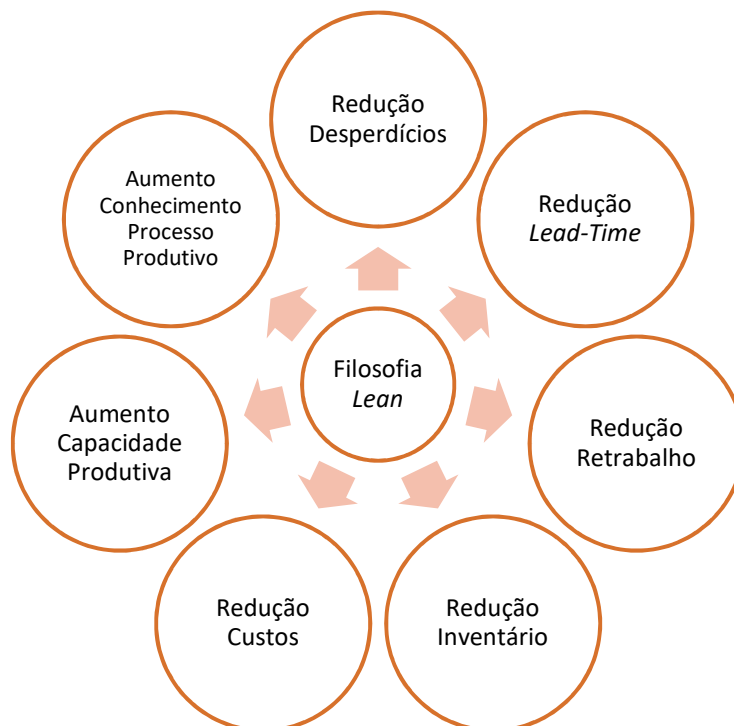 Redução
Desperdícios
Redução
Lead-Time
Redução
Retrabalho
Redução
Inventário
Redução
Custos
Aumento
Capacidade
Produtiva
Aumento
Conhecimento
Processo
Produtivo
Filosofia
Lean